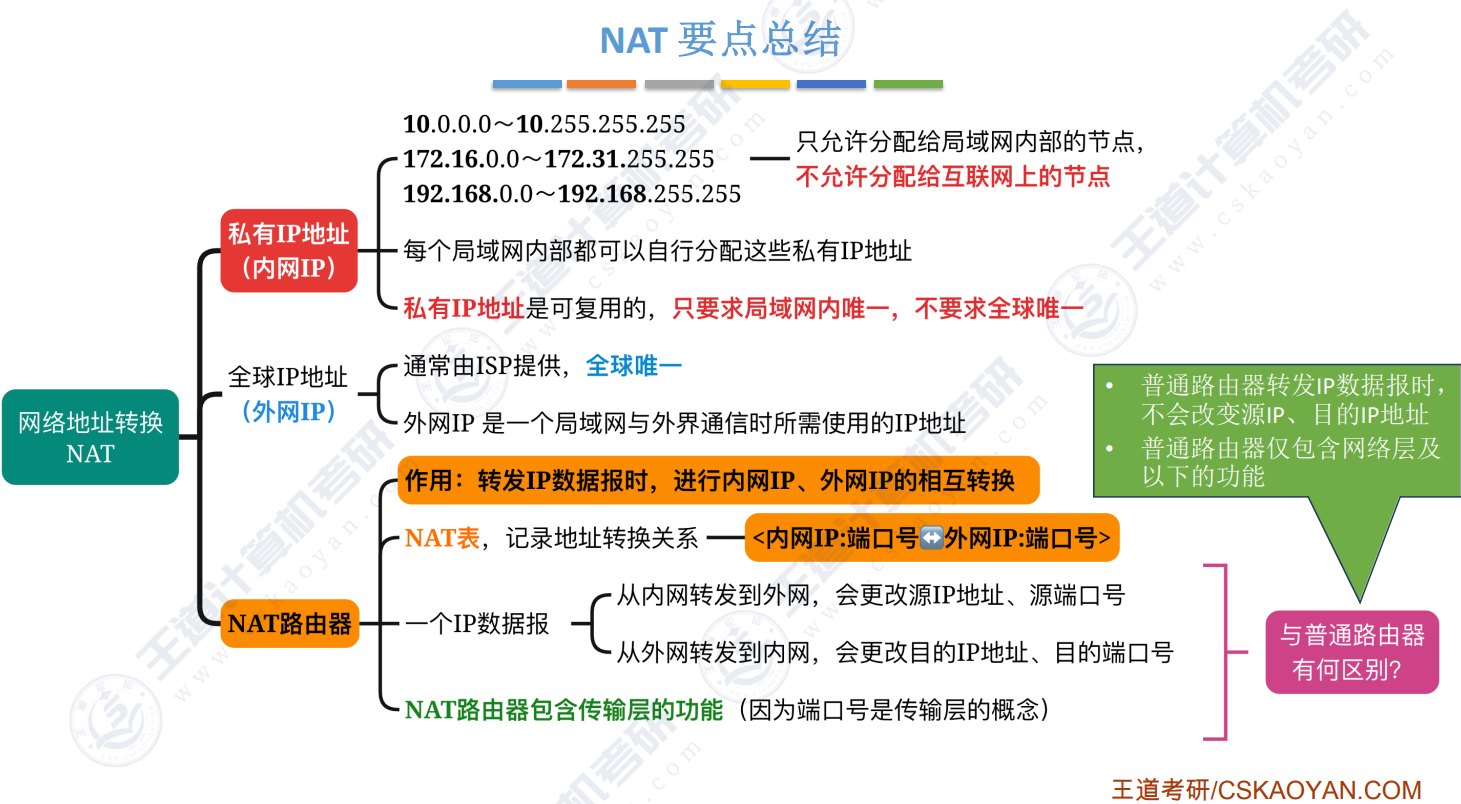 NAT 要点总结
10.0.0.0～10.255.255.255
172.16.0.0～172.31.255.255
192.168.0.0～192.168.255.255
只允许分配给局域网内部的节点，
不允许分配给互联网上的节点
私有IP地址
（内网IP）
每个局域网内部都可以自行分配这些私有IP地址
私有IP地址是可复用的，只要求局域网内唯一，不要求全球唯一
全球IP地址
（外网IP）
通常由ISP提供，全球唯一
外网IP 是一个局域网与外界通信时所需使用的IP地址
网络地址转换
NAT
作用：转发IP数据报时，进行内网IP、外网IP的相互转换
NAT表，记录地址转换关系
<内网IP:端口号↔️外网IP:端口号>
NAT路由器
一个IP数据报
从内网转发到外网，会更改源IP地址、源端口号
从外网转发到内网，会更改目的IP地址、目的端口号
NAT路由器包含传输层的功能（因为端口号是传输层的概念）
• 普通路由器转发IP数据报时，
不会改变源IP、目的IP地址
• 普通路由器仅包含网络层及
以下的功能
与普通路由器
有何区别?
王道考研/CSKAOYAN.COM
王道计算机考研
www.cskaoyan.com